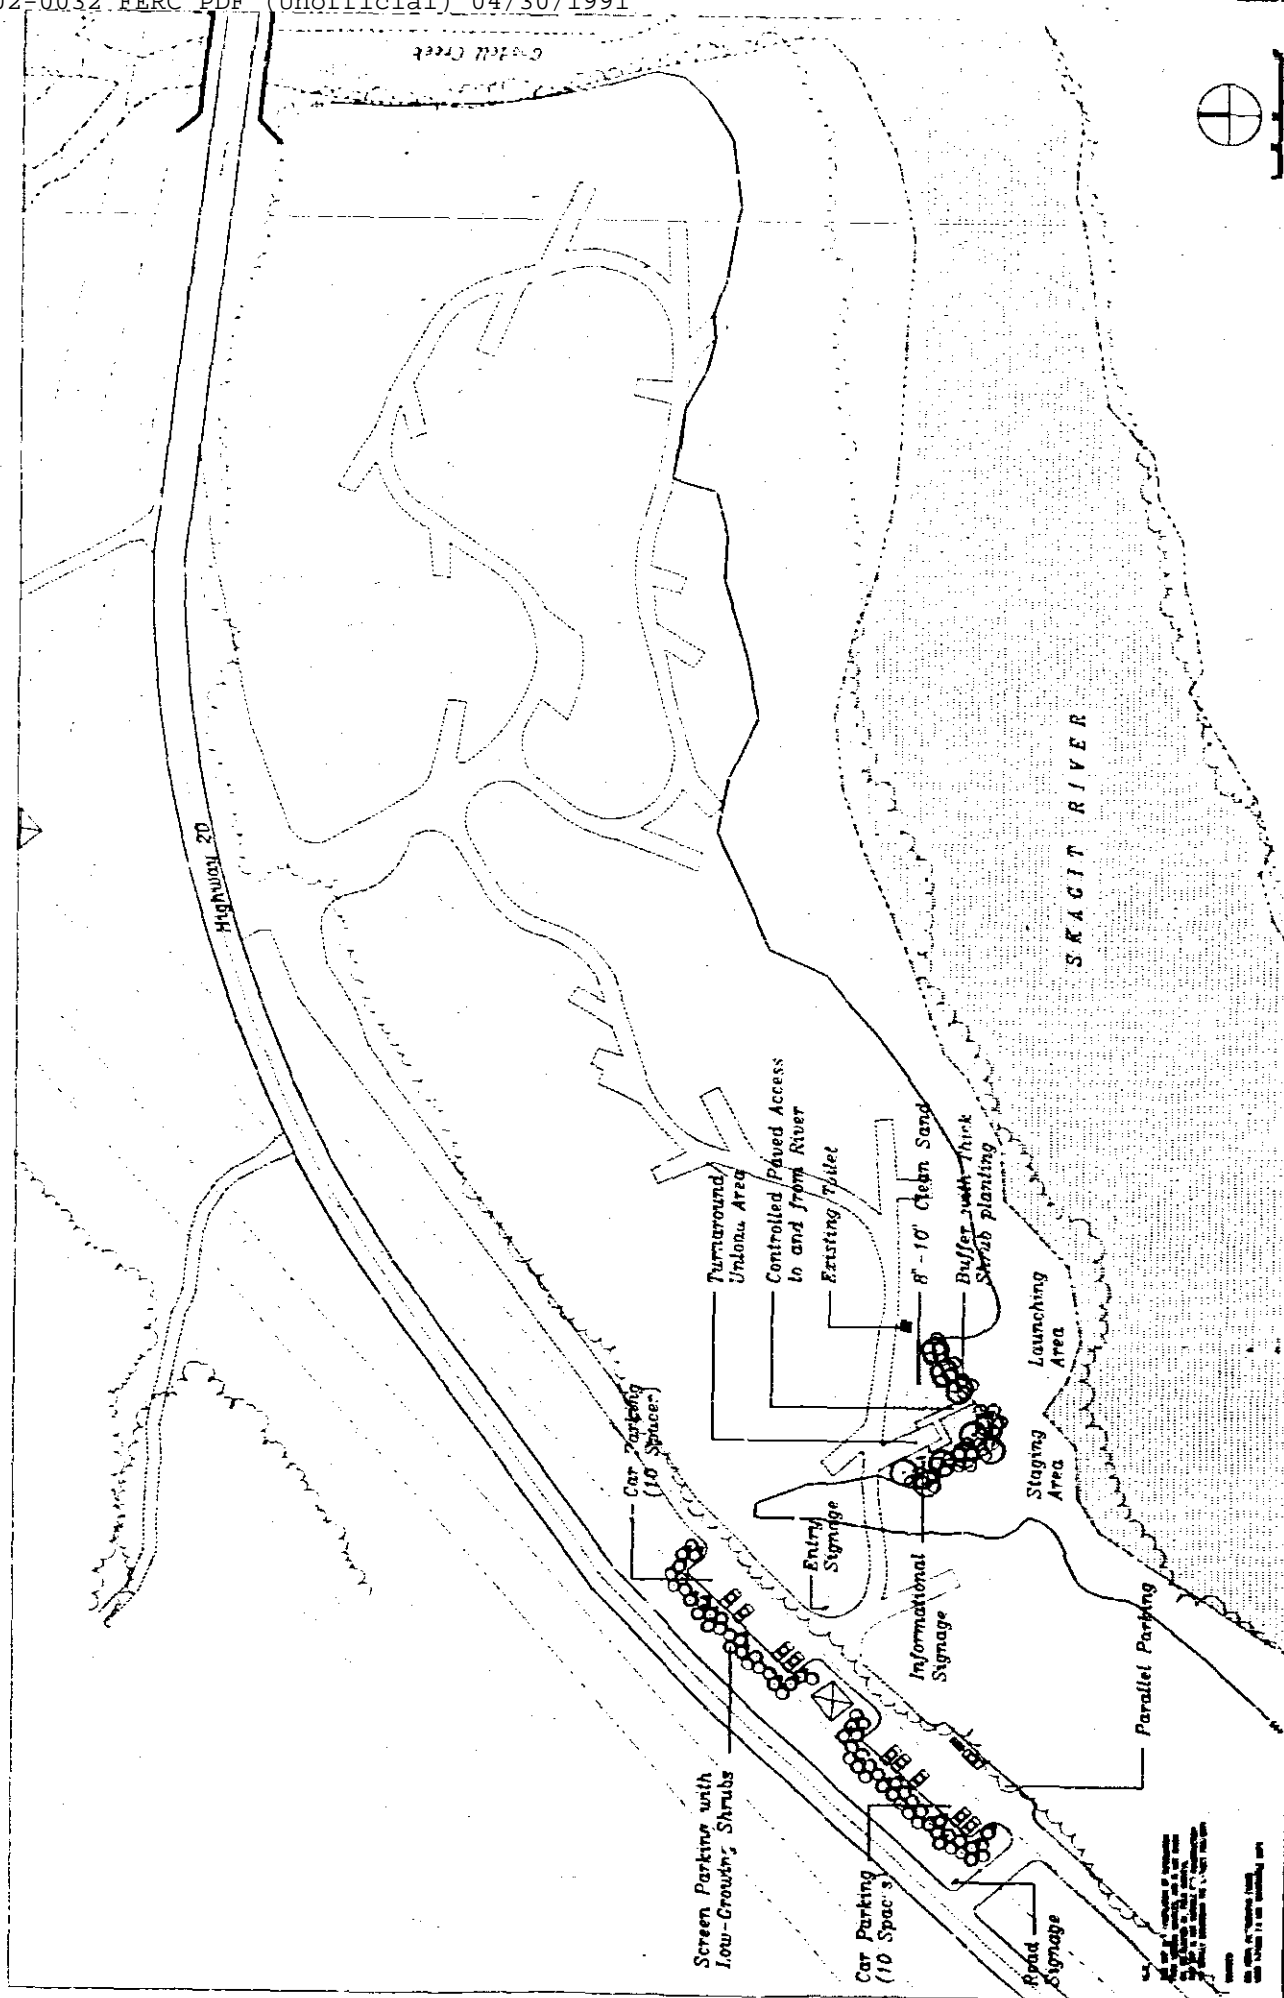 02-0032 FERC PDF (Unofficial) 04/30/1991
Creek
Highway 20
SKAGIT RIVER
Turnaround
Unload Area
Controlled Paved Access
to and from River
Existing Toilet
8' - 10' Clean Sand
Buffer with Thick
Shrub planting
Launching
Area
Staging
Area
Car Parking
(10 Spaces)
Entry
Signage
Informational
Signage
Parallel Parking
Screen Parking with
Low-Growing Shrubs
Car Parking
(10 Spaces)
Road
Signage